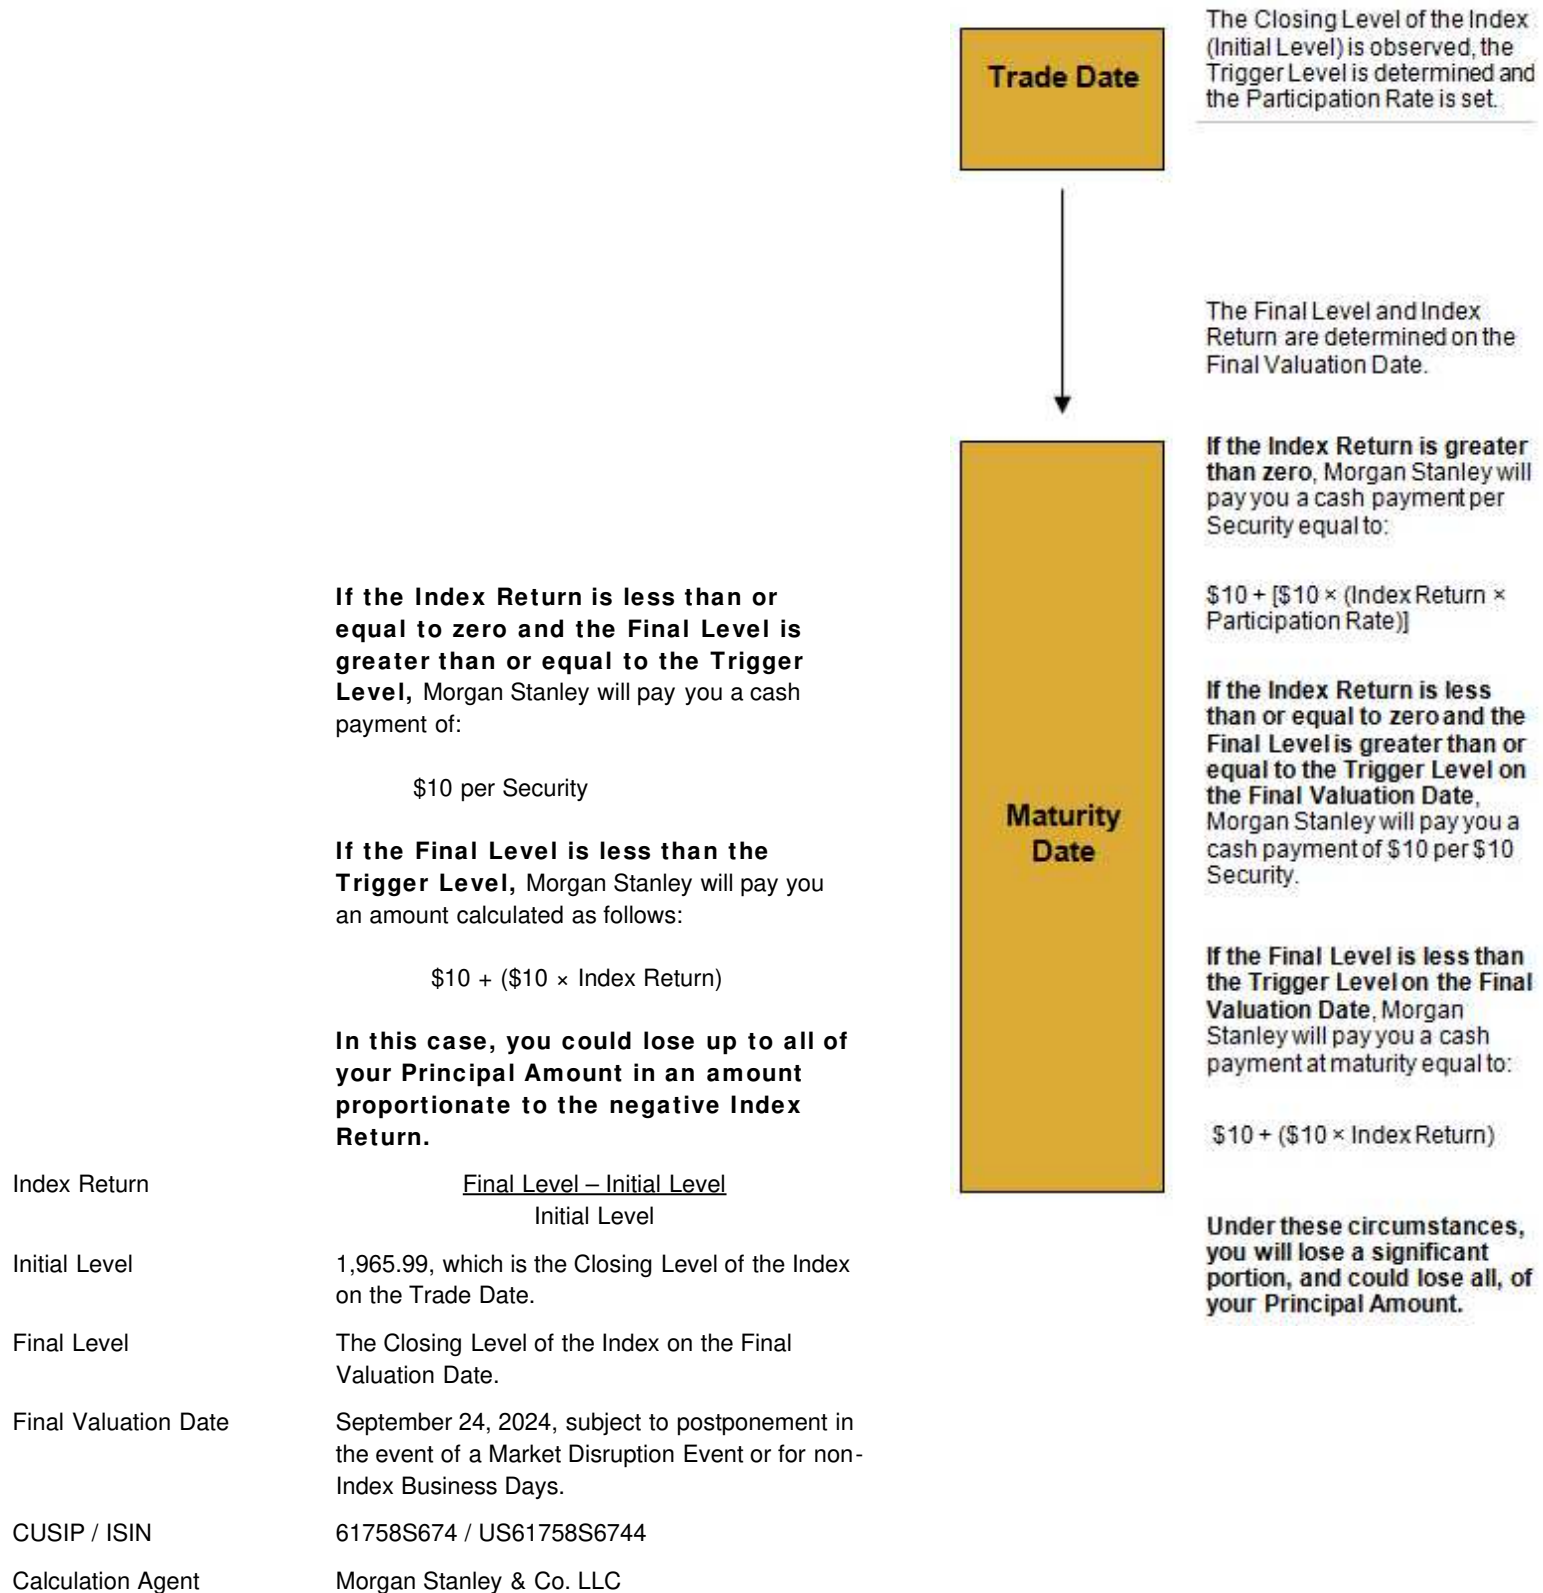 If the Index Return is less than or
equal to zero and the Final Level is
greater than or equal to the Trigger
Level, Morgan Stanley will pay you a cash
payment of:
$10 per Security
If the Final Level is less than the
Trigger Level, Morgan Stanley will pay you
an amount calculated as follows:
$10 + ($10 × Index Return)
In this case, you could lose up to all of
your Principal Amount in an amount
proportionate to the negative Index
Return.
Index Return
Final Level – Initial Level
Initial Level
Initial Level
1,965.99, which is the Closing Level of the Index
on the Trade Date.
Final Level
The Closing Level of the Index on the Final
Valuation Date.
Final Valuation Date
September 24, 2024, subject to postponement in
the event of a Market Disruption Event or for non-
Index Business Days.
CUSIP / ISIN
61758S674 / US61758S6744
Calculation Agent
Morgan Stanley & Co. LLC
Trade Date
The Closing Level of the Index
(Initial Level) is observed, the
Trigger Level is determined and
the Participation Rate is set.
The Final Level and Index
Return are determined on the
Final Valuation Date.
Maturity
Date
If the Index Return is greater
than zero, Morgan Stanley will
pay you a cash payment per
Security equal to:
$10 + [$10 × (Index Return ×
Participation Rate)]
If the Index Return is less
than or equal to zero and the
Final Level is greater than or
equal to the Trigger Level on
the Final Valuation Date,
Morgan Stanley will pay you a
cash payment of $10 per $10
Security.
If the Final Level is less than
the Trigger Level on the Final
Valuation Date, Morgan
Stanley will pay you a cash
payment at maturity equal to:
$10 + ($10 × Index Return)
Under these circumstances,
you will lose a significant
portion, and could lose all, of
your Principal Amount.